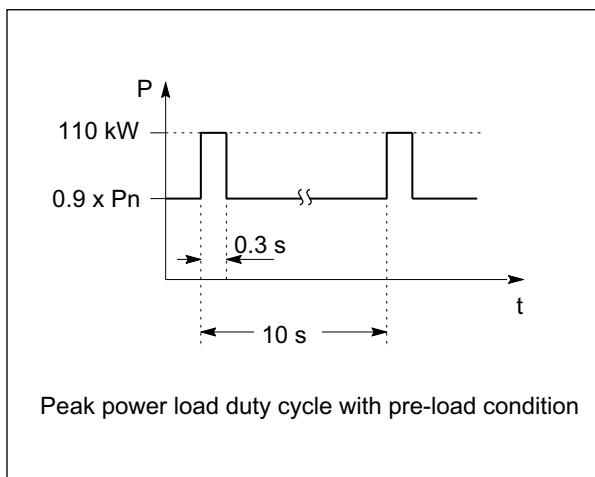 P
110 kW
0.9 x Pn
0.3 s
t
10 s
Peak power load duty cycle with pre-load condition